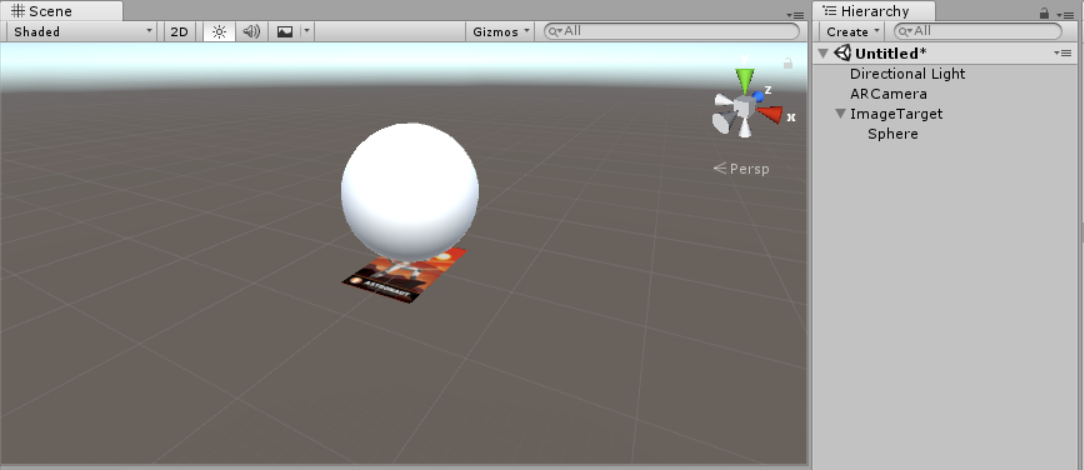 Scene
Shaded
2D
Gizmos
All
z
x
Persp
ASTRONAUT
Hierarchy
Create
All
Untitled*
Directional Light
ARCamera
ImageTarget
Sphere